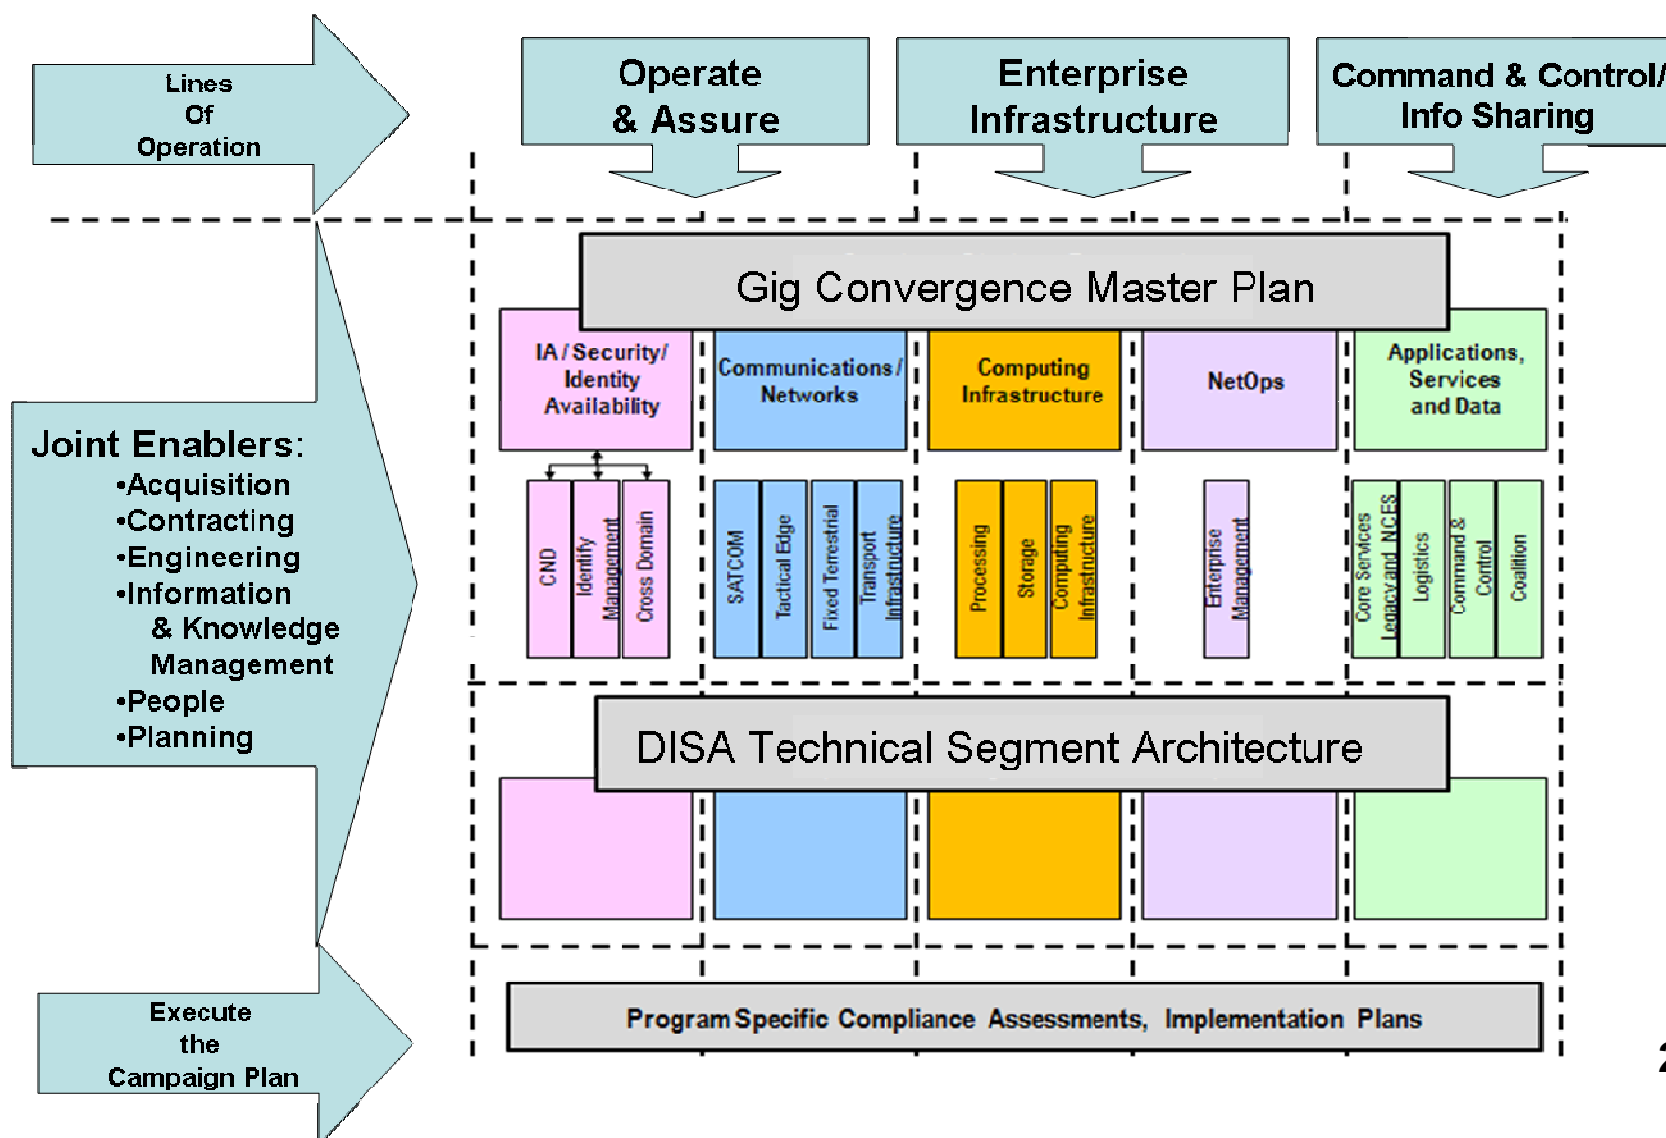 Lines
Of
Operation
Operate
& Assure
Enterprise
Infrastructure
Command & Control/
Info Sharing
Gig Convergence Master Plan
IA / Security/
Identity
Availability
Communications /
Networks
Computing
Infrastructure
NetOps
Applications,
Services
and Data
Joint Enablers:
•Acquisition
•Contracting
•Engineering
•Information
& Knowledge
Management
•People
•Planning
CND
Identify
Management
Cross Domain
SATCOM
Tactical Edge
Fixed Terrestrial
Transport
Infrastructure
Processing
Storage
Computing
Infrastructure
Enterprise
Management
Core Services
Legacy and NCES
Logistics
Command &
Control
Coalition
DISA Technical Segment Architecture
Execute
the
Campaign Plan
Program Specific Compliance Assessments, Implementation Plans